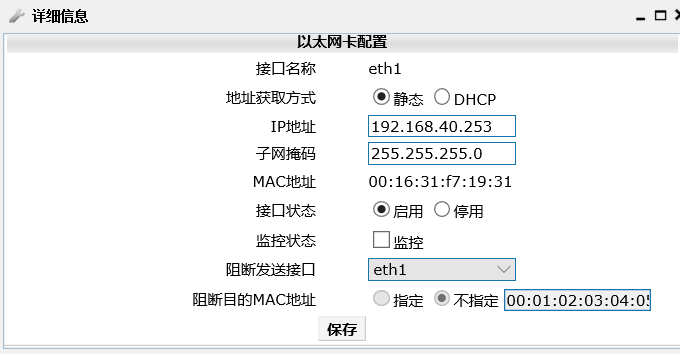 详细信息
以太网卡配置
接口名称 eth1
地址获取方式 静态 DHCP
IP地址 192.168.40.253
子网掩码 255.255.255.0
MAC地址 00:16:31:f7:19:31
接口状态 启用 停用
监控状态 监控
阻断发送接口 eth1
阻断目的MAC地址 指定 不指定 00:01:02:03:04:05
保存